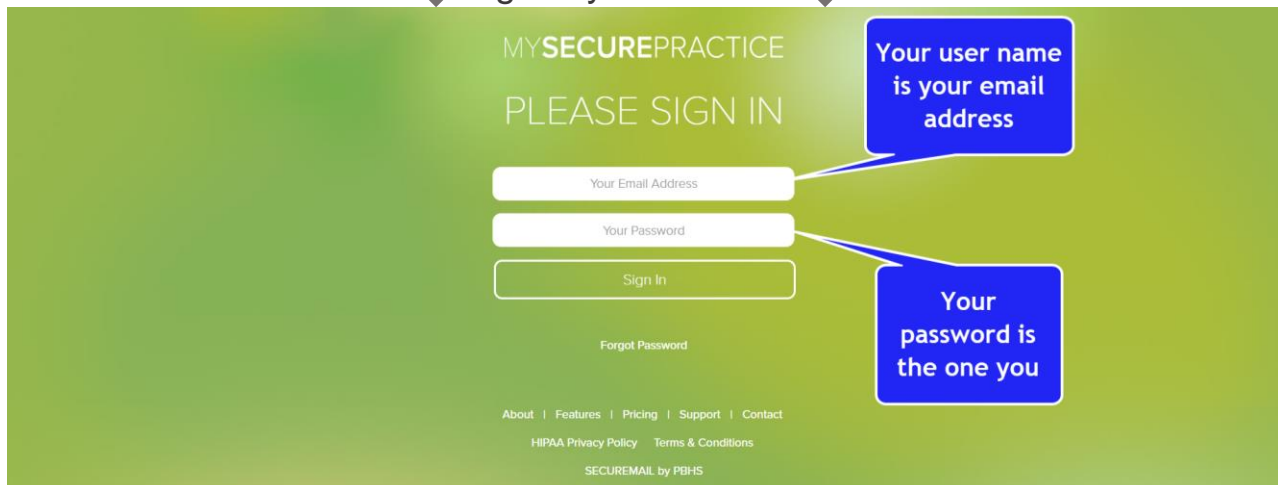 MYSECUREPRACTICE
PLEASE SIGN IN
Your user name
is your email
address
Your Email Address
Your Password
Sign In
Your
password is
the one you
Forgot Password
About | Features | Pricing | Support | Contact
HIPAA Privacy Policy Terms & Conditions
SECUREMAIL by PBHS